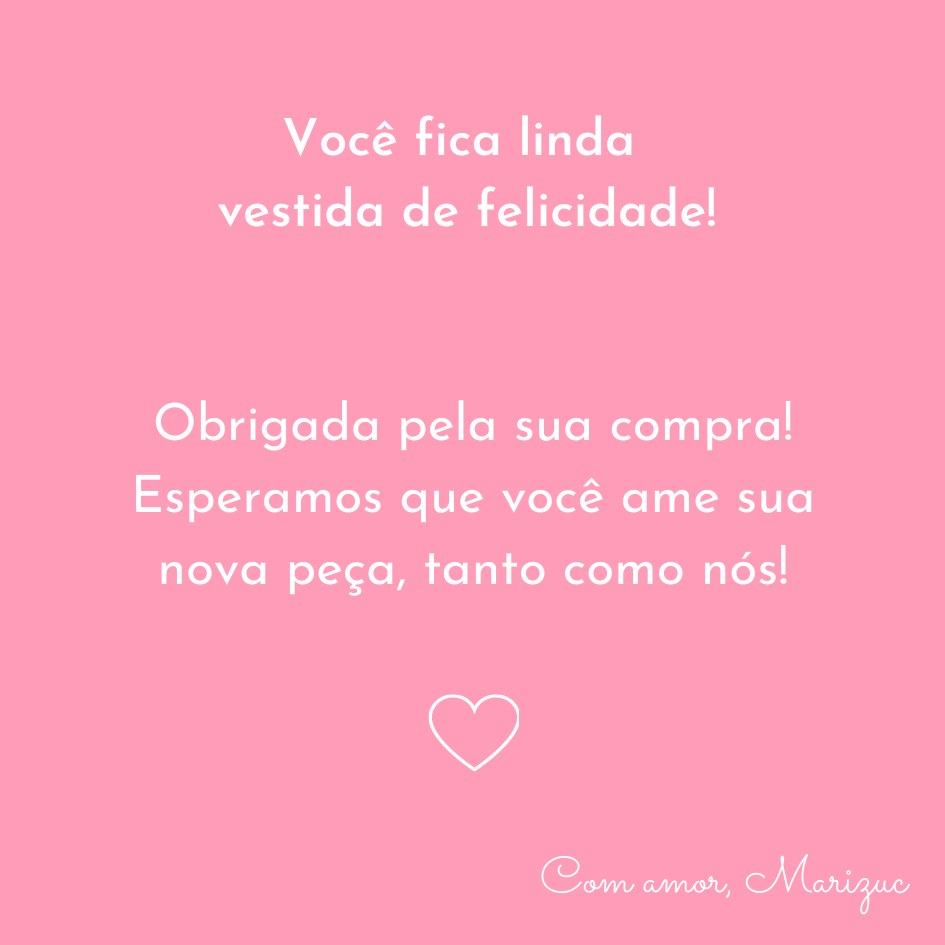 Você fica linda
vestida de felicidade!
Obrigada pela sua compra!
Esperamos que você ame sua
nova peça, tanto como nós!
Com amor, Marizuc